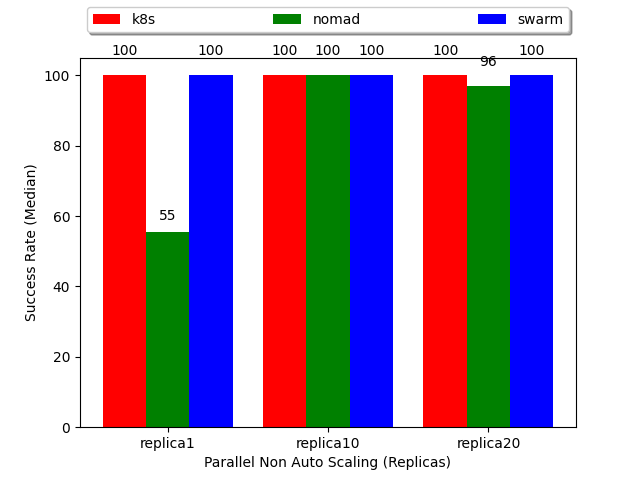 k8s nomad swarm
100 100 100 100 100 100 96 100
55
100
80
60
40
20
0
Success Rate (Median)
replica1 replica10 replica20
Parallel Non Auto Scaling (Replicas)